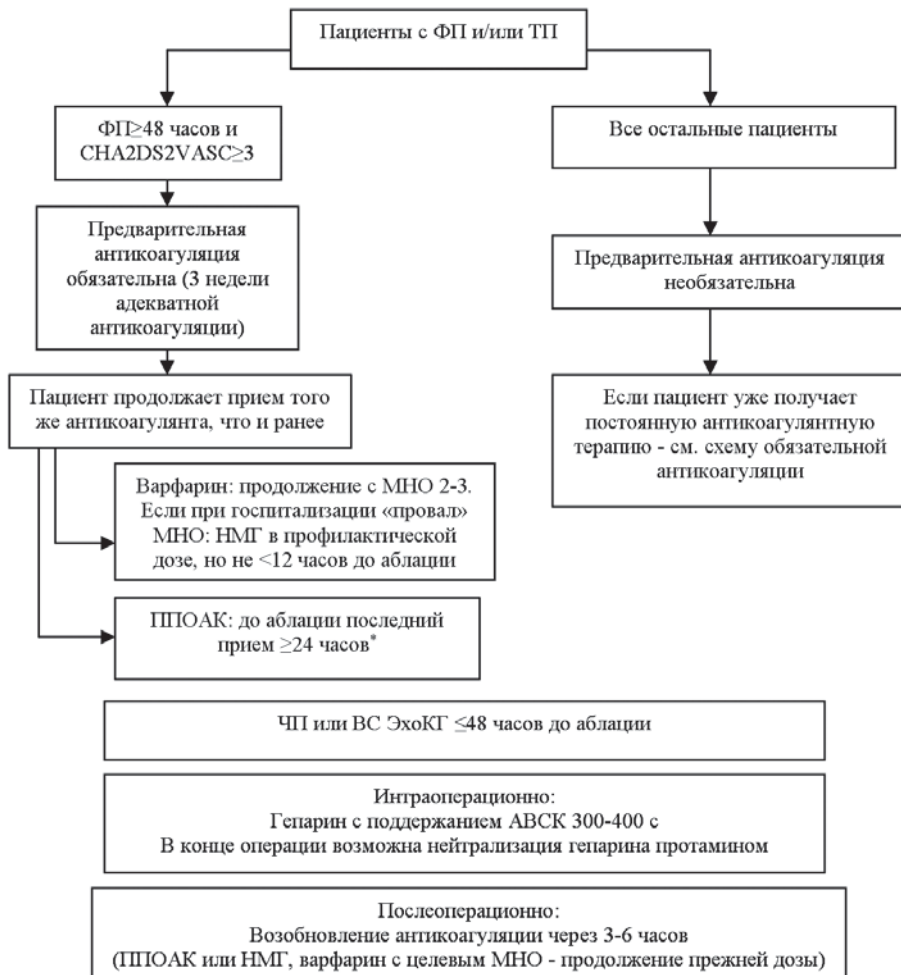 Пациенты с ФП и/или ТП
ФП≥48 часов и
CHA2DS2VASC≥3
Все остальные пациенты
Предварительная
антикоагуляция
обязательна (3 недели
адекватной
антикоагуляции)
Предварительная антикоагуляция
необязательна
Пациент продолжает прием того
же антикоагулянта, что и ранее
Если пациент уже получает
постоянную антикоагулянтную
терапию - см. схему обязательной
антикоагуляции
Варфарин: продолжение с МНО 2-3.
Если при госпитализации «провал»
МНО: НМГ в профилактической
дозе, но не <12 часов до аблации
ППОАК: до аблации последний
прием ≥24 часов*
ЧП или ВС ЭхоКГ ≤48 часов до аблации
Интраоперационно:
Гепарин с поддержанием АВСК 300-400 с
В конце операции возможна нейтрализация гепарина протамином
Послеоперационно:
Возобновление антикоагуляции через 3-6 часов
(ППОАК или НМГ, варфарин с целевым МНО - продолжение прежней дозы)